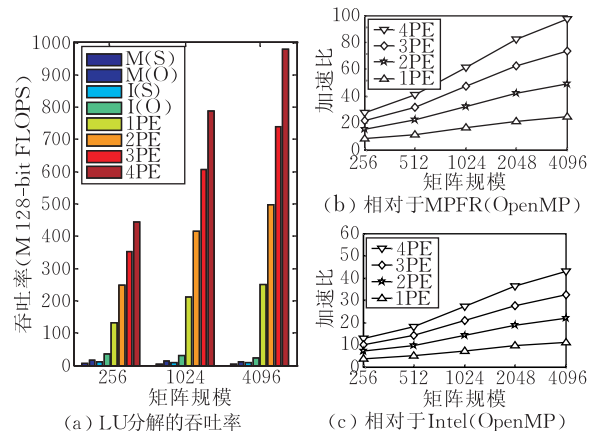 吞吐率(M 128-bit FLOPS)
1000
900
800
700
600
500
400
300
200
100
0
M(S)
M(O)
I(S)
I(O)
1PE
2PE
3PE
4PE
256 1024 4096
矩阵规模
(a) LU分解的吞吐率
加速比
100
80
60
40
20
0
4PE
3PE
2PE
1PE
256 512 1024 2048 4096
矩阵规模
(b) 相对于MPFR(OpenMP)
加速比
60
50
40
30
20
10
0
4PE
3PE
2PE
1PE
256 512 1024 2048 4096
矩阵规模
(c) 相对于Intel(OpenMP)